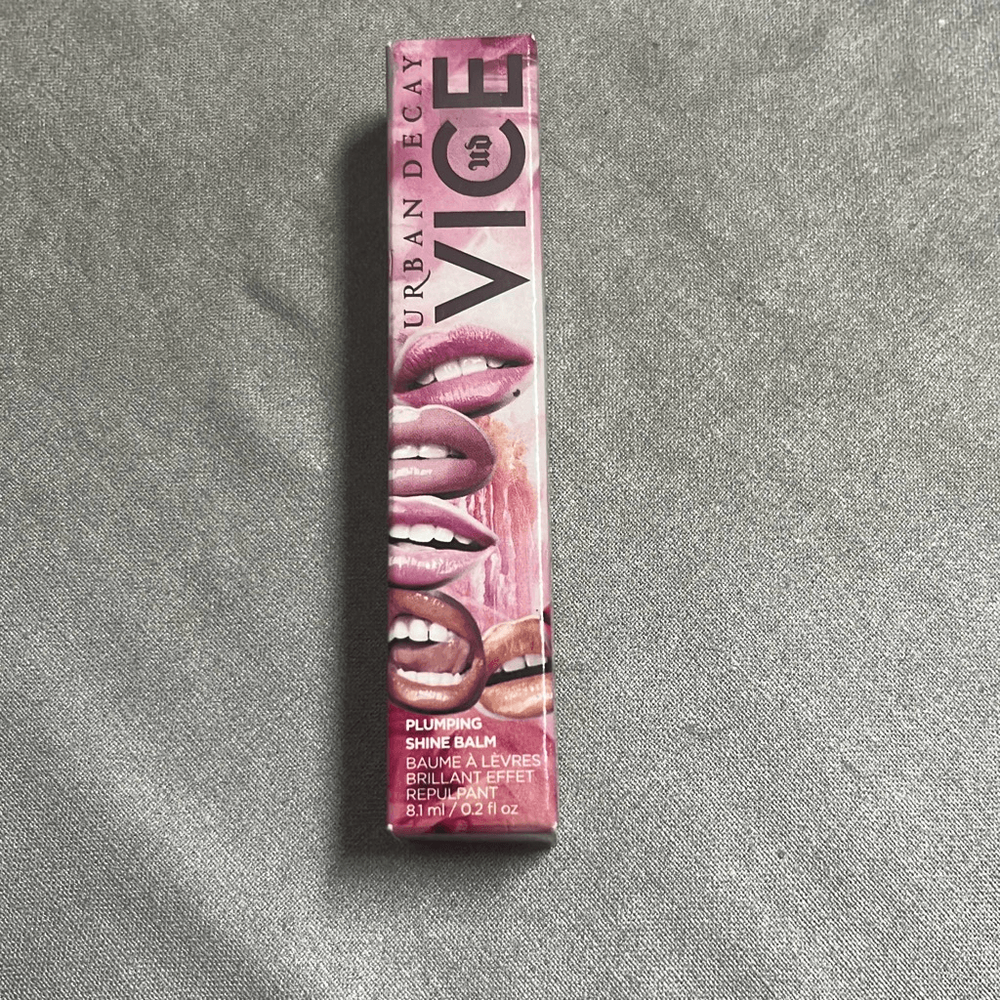 URBAN DECAY
VICE
UD
PLUMPING
SHINE BALM
BAUME À LÈVRES
BRILLANT EFFET
REPULPANT
8.1 ml / 0.2 fl oz